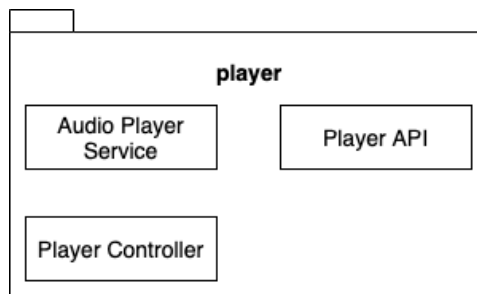 player
Audio Player
Service
Player API
Player Controller